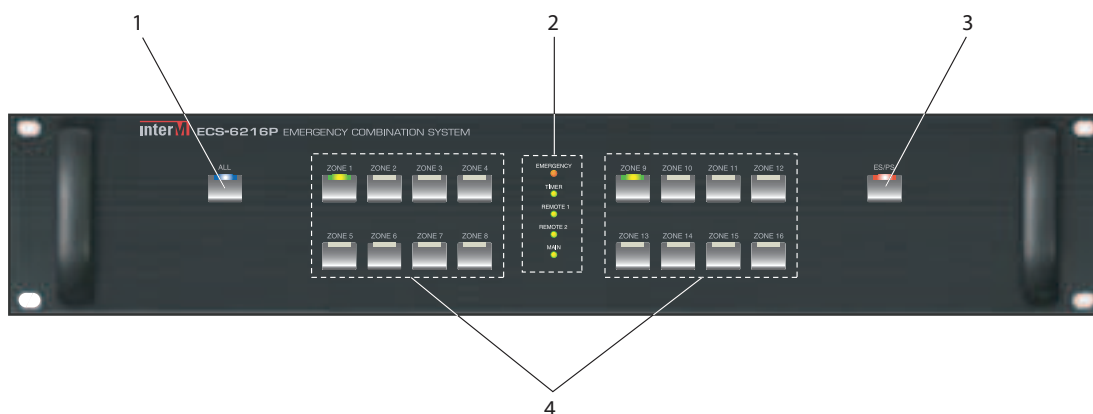 1
2
3
InterM ECS-6216P EMERGENCY COMBINATION SYSTEM
ALL
ZONE 1 ZONE 2 ZONE 3 ZONE 4
EMERGENCY
TIMER
REMOTE 1
REMOTE 2
MAIN
ZONE 5 ZONE 6 ZONE 7 ZONE 8
ZONE 9 ZONE 10 ZONE 11 ZONE 12
ZONE 13 ZONE 14 ZONE 15 ZONE 16
ES/PS
4